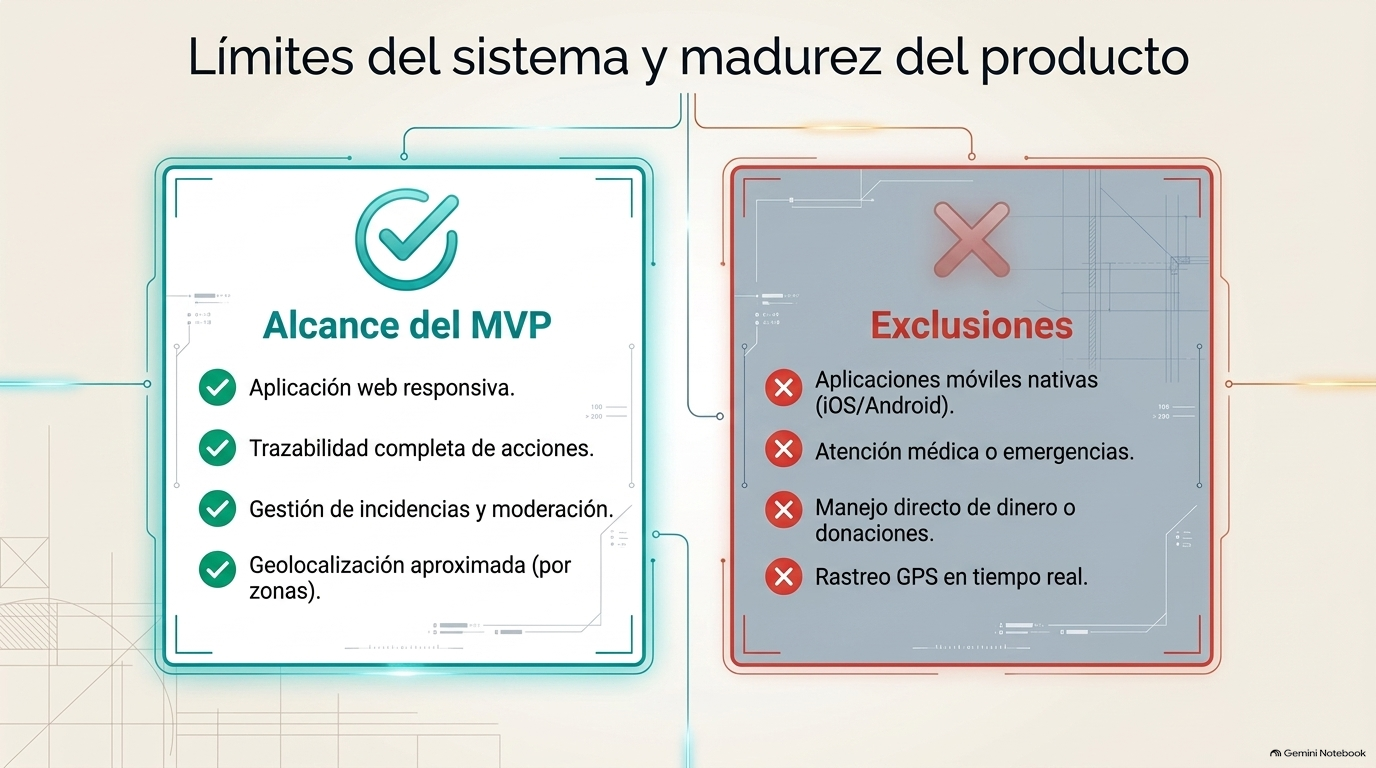 Límites del sistema y madurez del producto
Alcance del MVP
Aplicación web responsiva.
Trazabilidad completa de acciones.
Gestión de incidencias y moderación.
Geolocalización aproximada (por
zonas).
100
> 200
Exclusiones
Aplicaciones móviles nativas
(iOS/Android).
Atención médica o emergencias.
Manejo directo de dinero o
donaciones.
Rastreo GPS en tiempo real.
Gemini Notebook